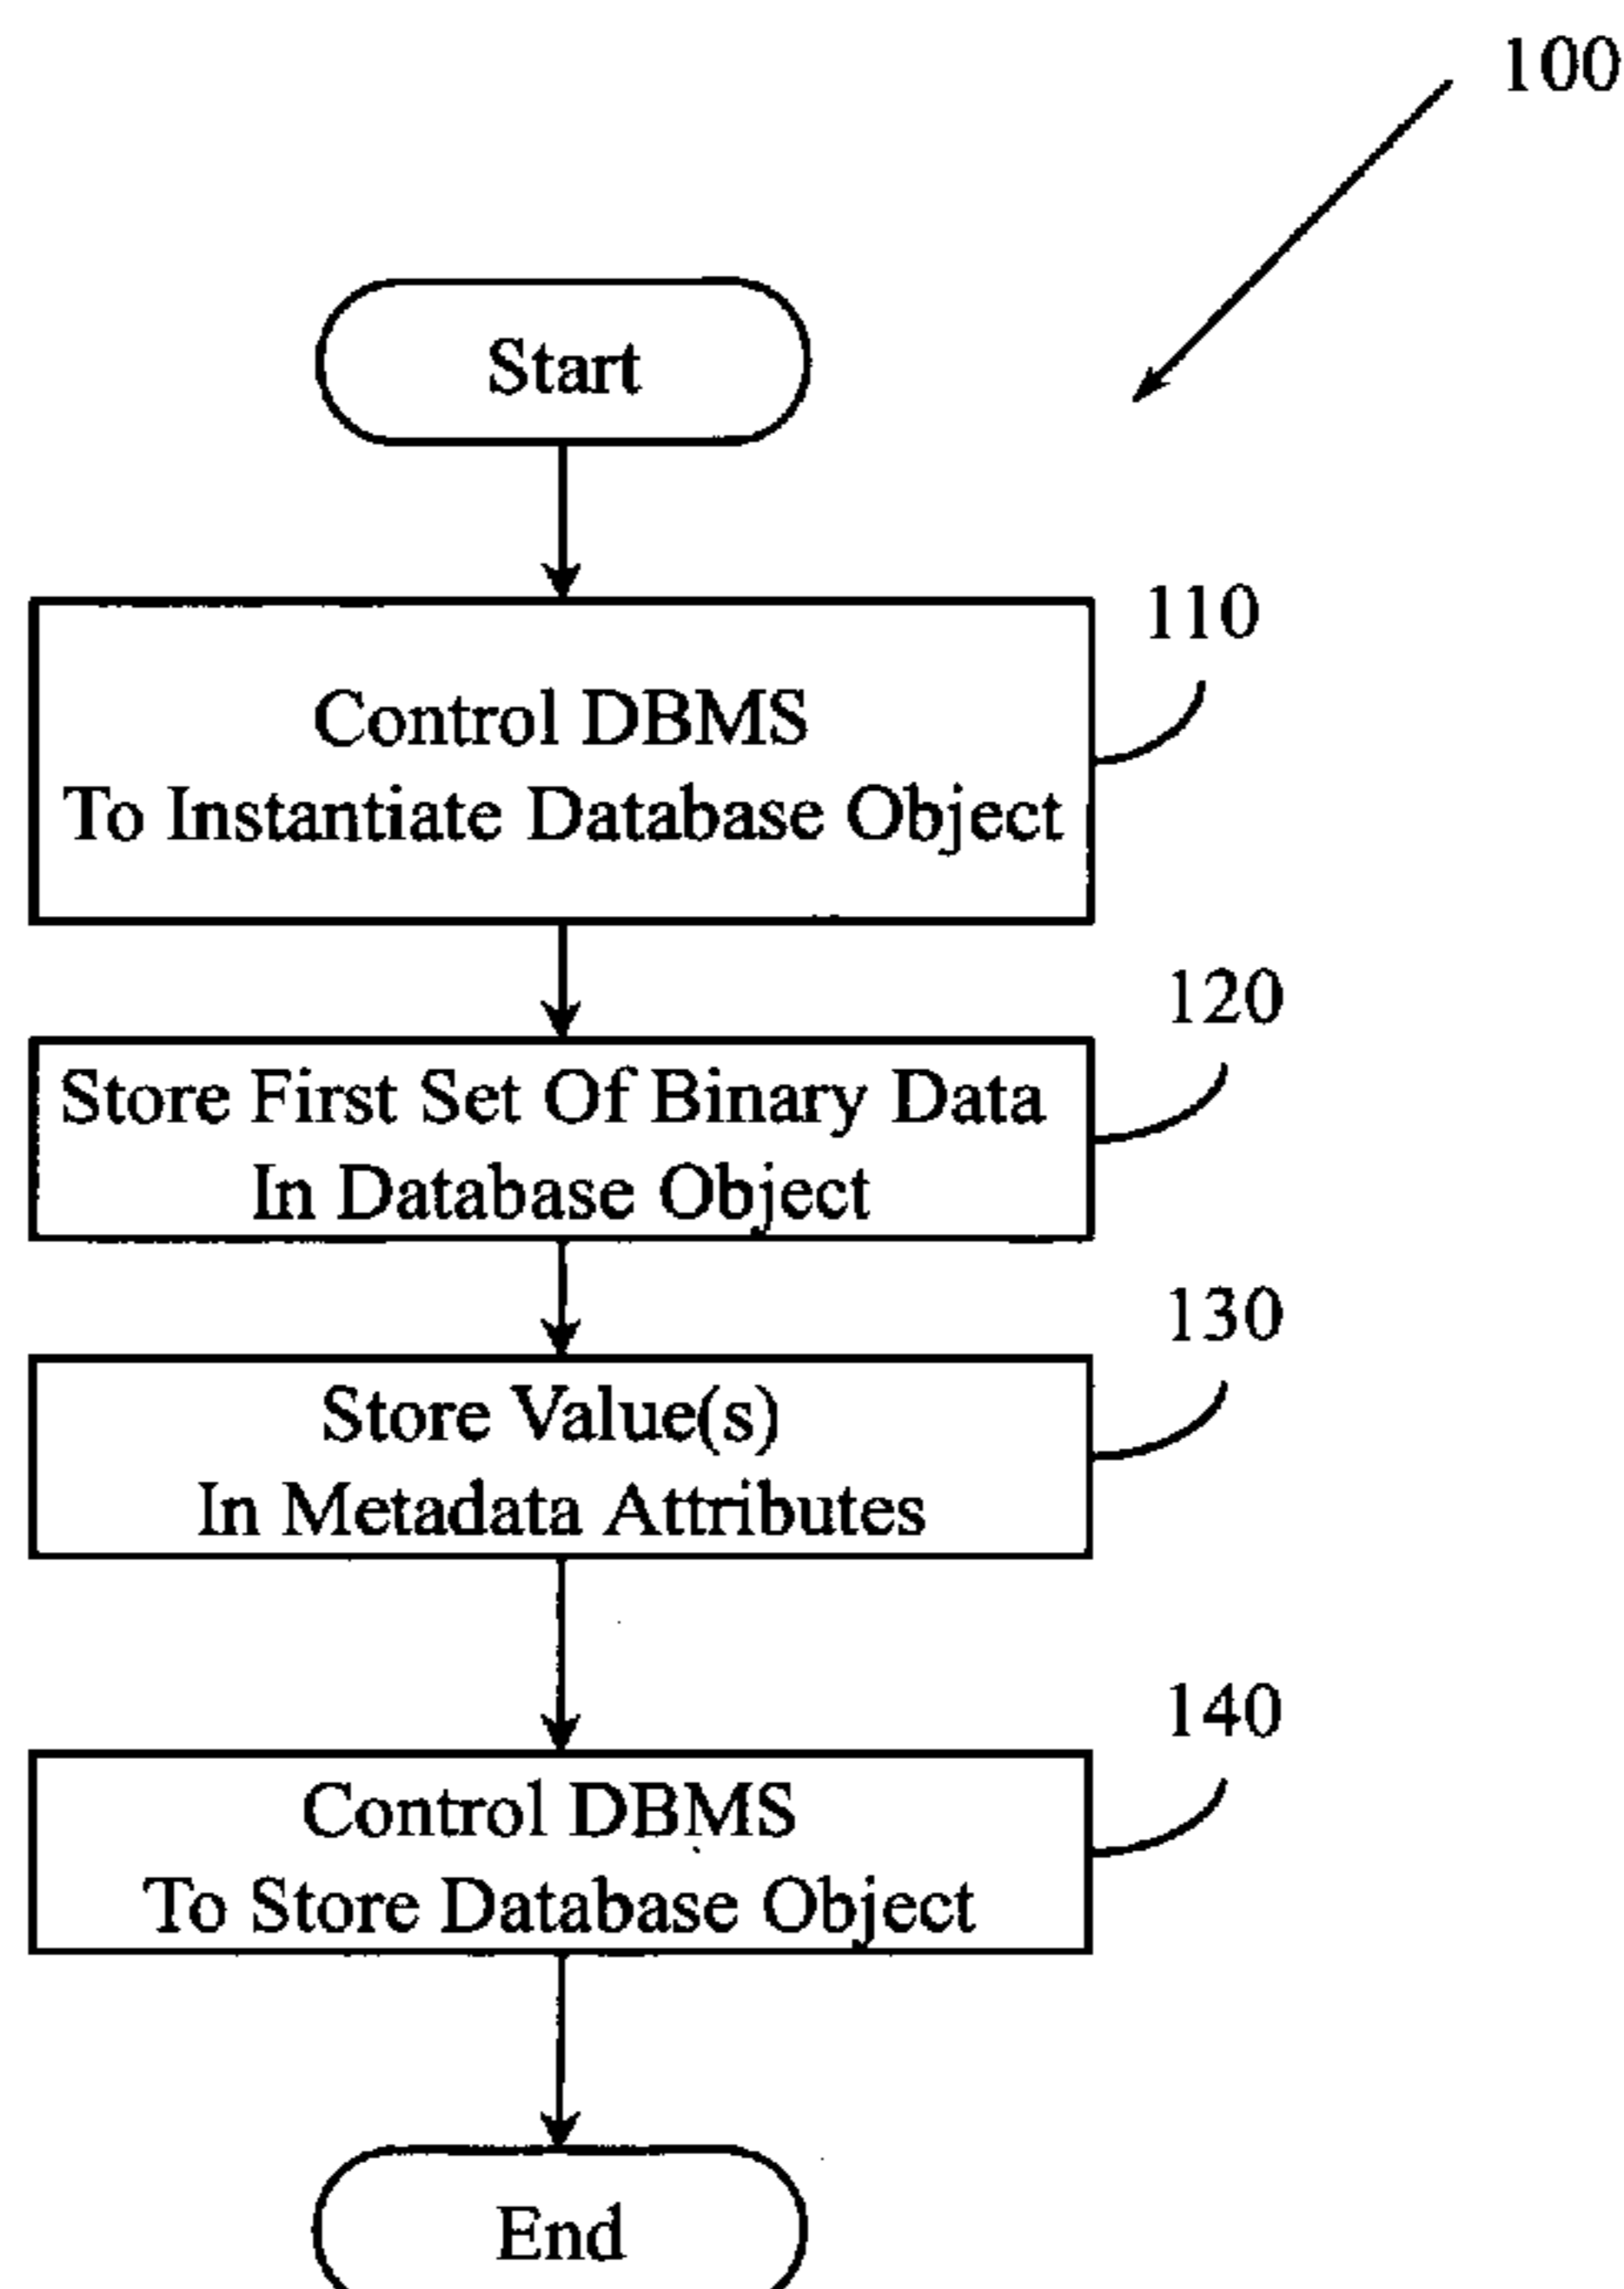 100
Start
110
Control DBMS
To Instantiate Database Object
120
Store First Set Of Binary Data
In Database Object
130
Store Value(s)
In Metadata Attributes
140
Control DBMS
To Store Database Object
End